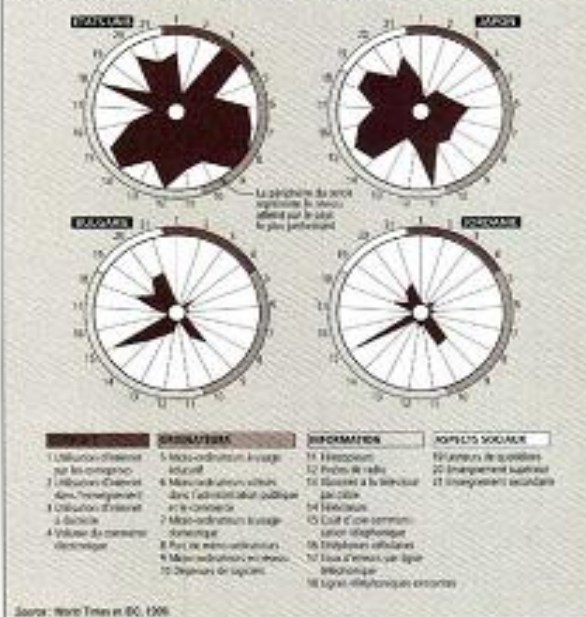 ÉTATS-UNIS
JAPON
La périphérie du cercle
représente le niveau
atteint par le pays
le plus performant
BULGARIE
JORDANIE
INTERNET
1 Utilisation d'Internet
par les entreprises
2 Utilisation d'Internet
dans l'enseignement
3 Utilisation d'Internet
à domicile
4 Volume du commerce
électronique
ORDINATEURS
5 Micro-ordinateurs à usage
éducatif
6 Micro-ordinateurs utilisés
dans l'administration publique
et le commerce
7 Micro-ordinateurs à usage
domestique
8 Parc de micro-ordinateurs
9 Micro-ordinateurs en réseau
10 Dépenses de logiciels
INFORMATION
11 Télécopieurs
12 Postes de radio
13 Abonnés à la télévision
par câble
14 Téléviseurs
15 Coût d'une communi-
cation téléphonique
16 Téléphones cellulaires
17 Taux d'erreurs par ligne
téléphonique
18 Lignes téléphoniques
ASPECTS SOCIAUX
19 Lecteurs de quotidiens
20 Enseignement supérieur
21 Enseignement secondaire
Source : World Times et IDC, 1999